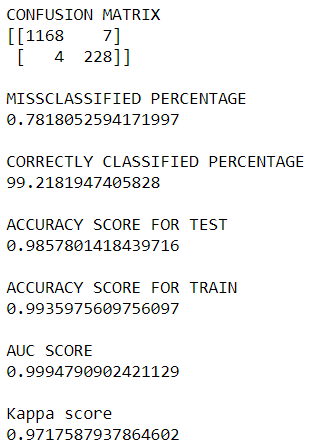 CONFUSION MATRIX
[[1168    7]
 [   4  228]]
MISSCLASSIFIED PERCENTAGE
0.7818052594171997
CORRECTLY CLASSIFIED PERCENTAGE
99.2181947405828
ACCURACY SCORE FOR TEST
0.9857801418439716
ACCURACY SCORE FOR TRAIN
0.9935975609756097
AUC SCORE
0.9994790902421129
Kappa score
0.9717587937864602